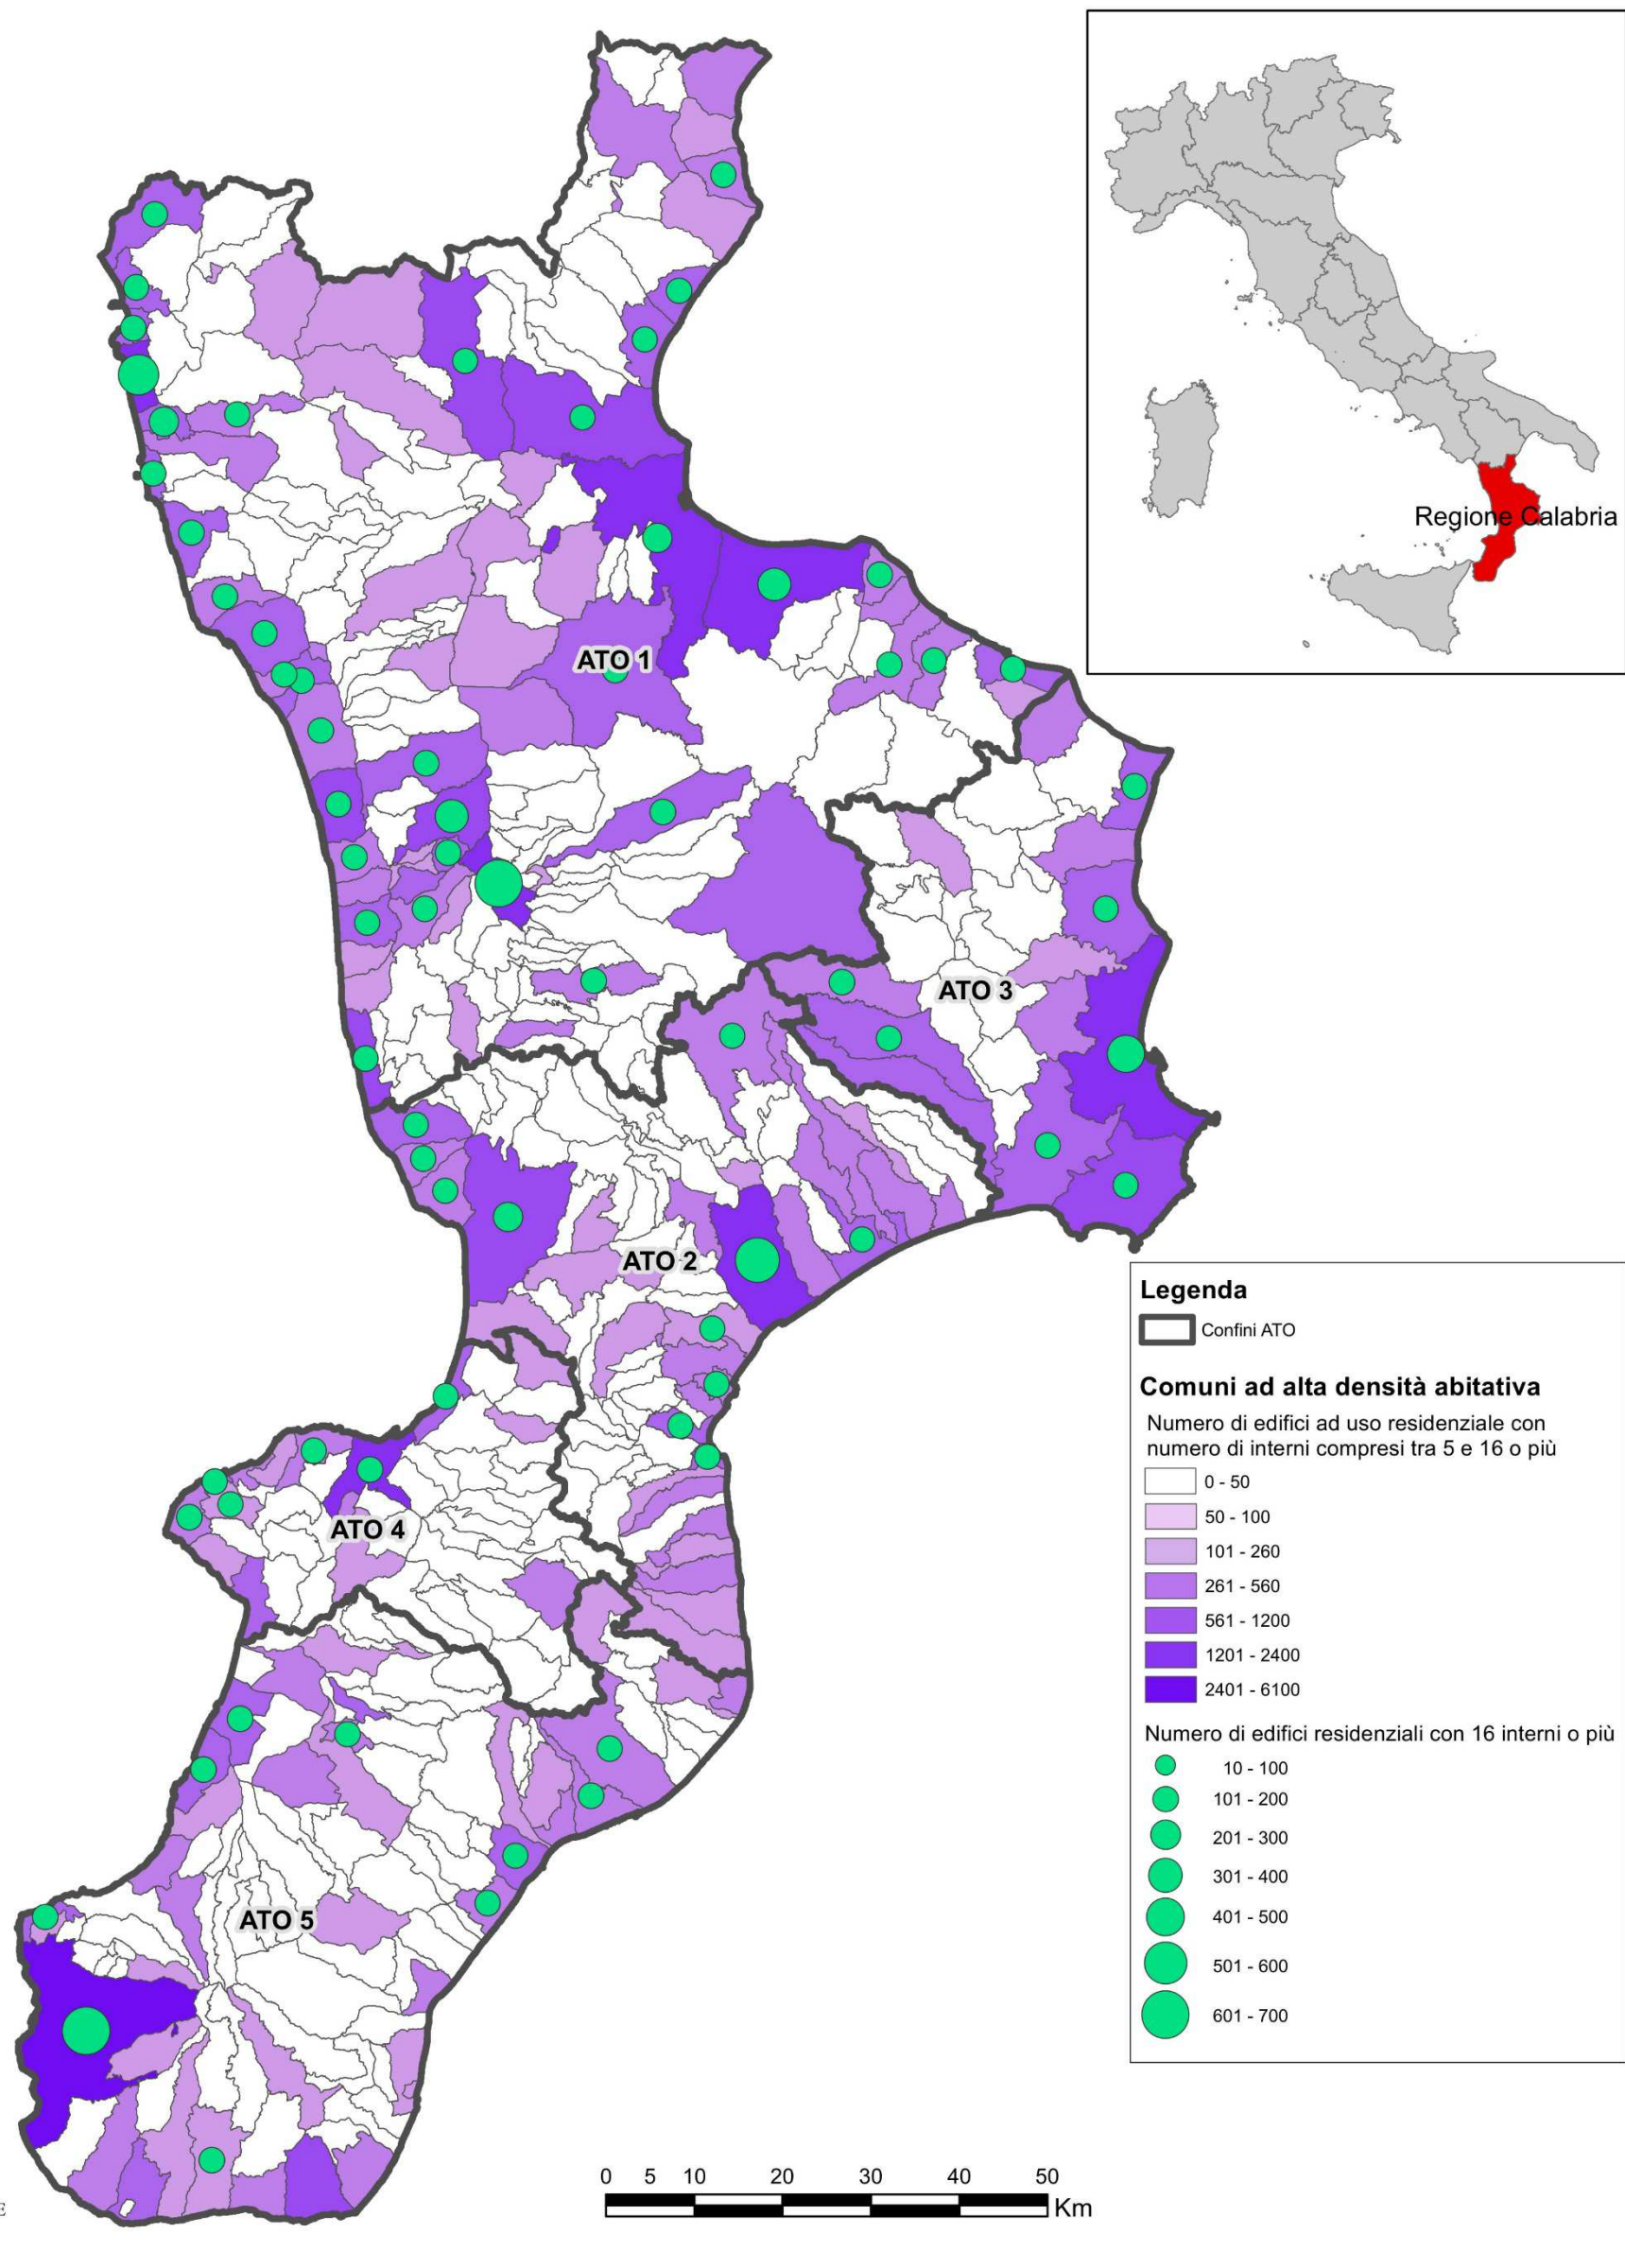 Regione Calabria
ATO 1
ATO 3
ATO 2
ATO 4
ATO 5
Legenda
Confini ATO
Comuni ad alta densità abitativa
Numero di edifici ad uso residenziale con
numero di interni compresi tra 5 e 16 o più
0 - 50
50 - 100
101 - 260
261 - 560
561 - 1200
1201 - 2400
2401 - 6100
Numero di edifici residenziali con 16 interni o più
10 - 100
101 - 200
201 - 300
301 - 400
401 - 500
501 - 600
601 - 700
0 5 10 20 30 40 50
Km
E